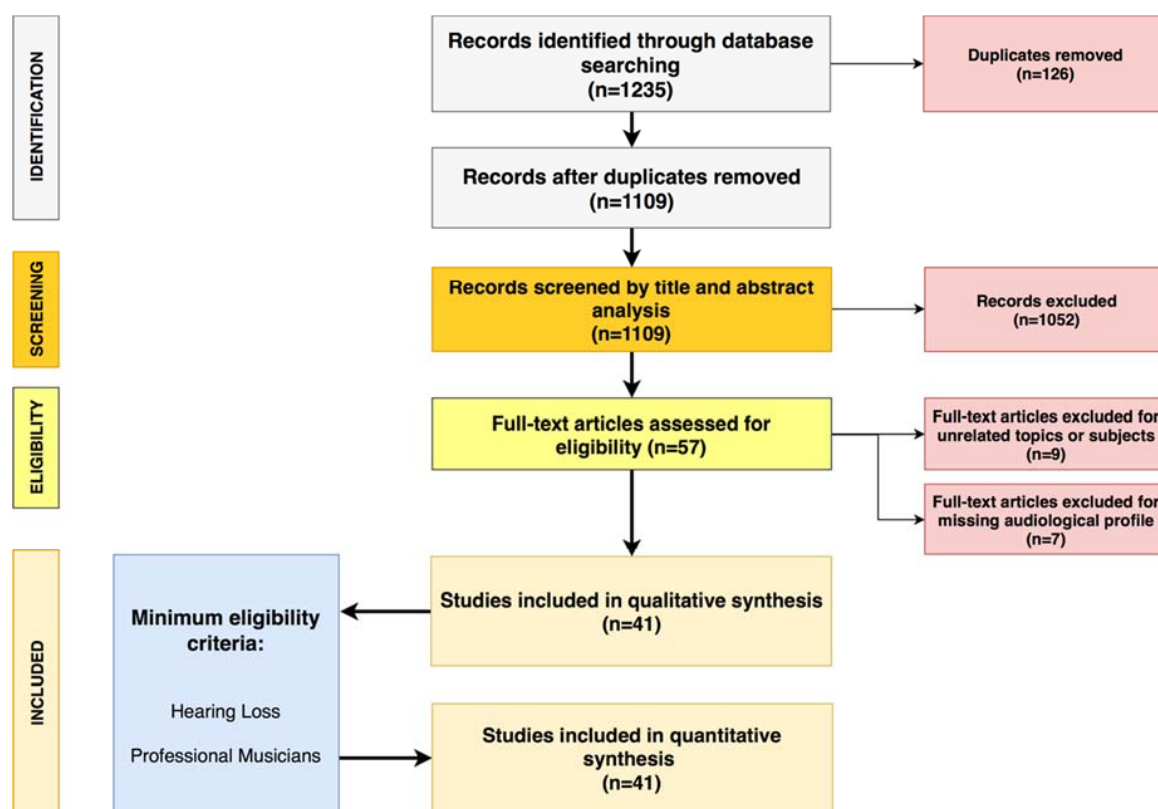 IDENTIFICATION
Records identified through database
searching
(n=1235)
Duplicates removed
(n=126)
Records after duplicates removed
(n=1109)
SCREENING
Records screened by title and abstract
analysis
(n=1109)
Records excluded
(n=1052)
ELIGIBILITY
Full-text articles assessed for
eligibility (n=57)
Full-text articles excluded for
unrelated topics or subjects
(n=9)
Full-text articles excluded for
missing audiological profile
(n=7)
INCLUDED
Studies included in qualitative synthesis
(n=41)
Minimum eligibility
criteria:
Hearing Loss
Professional Musicians
Studies included in quantitative
synthesis
(n=41)